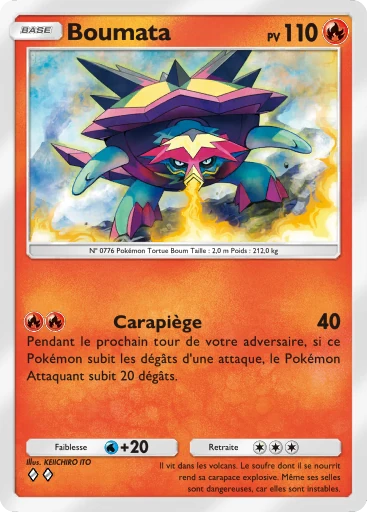 BASE Boumata PV 110
N° 0776 Pokémon Tortue Boum Taille : 2,0 m Poids : 212,0 kg
Carapiège 40
Pendant le prochain tour de votre adversaire, si ce
Pokémon subit les dégâts d'une attaque, le Pokémon
Attaquant subit 20 dégâts.
Faiblesse +20 Retraite
Illus. KEIICHIRO ITO
Il vit dans les volcans. Le soufre dont il se nourrit
rend sa carapace explosive. Même ses selles
sont dangereuses, car elles sont instables.